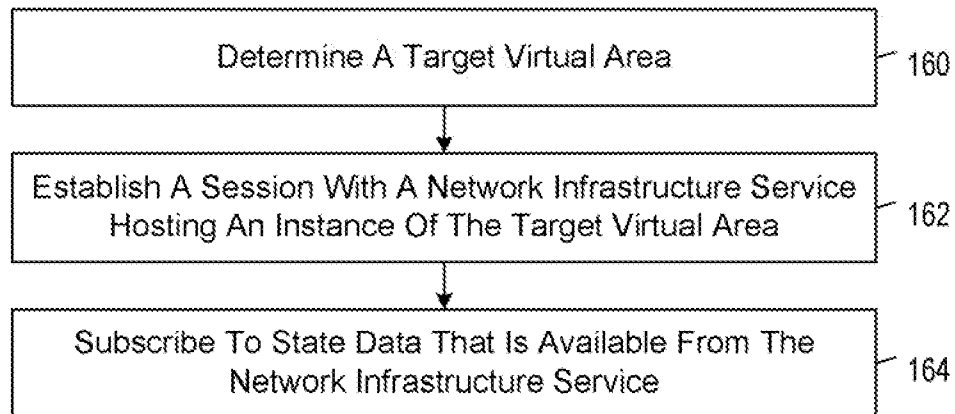 Determine A Target Virtual Area
160
Establish A Session With A Network Infrastructure Service
Hosting An Instance Of The Target Virtual Area
162
Subscribe To State Data That Is Available From The
Network Infrastructure Service
164